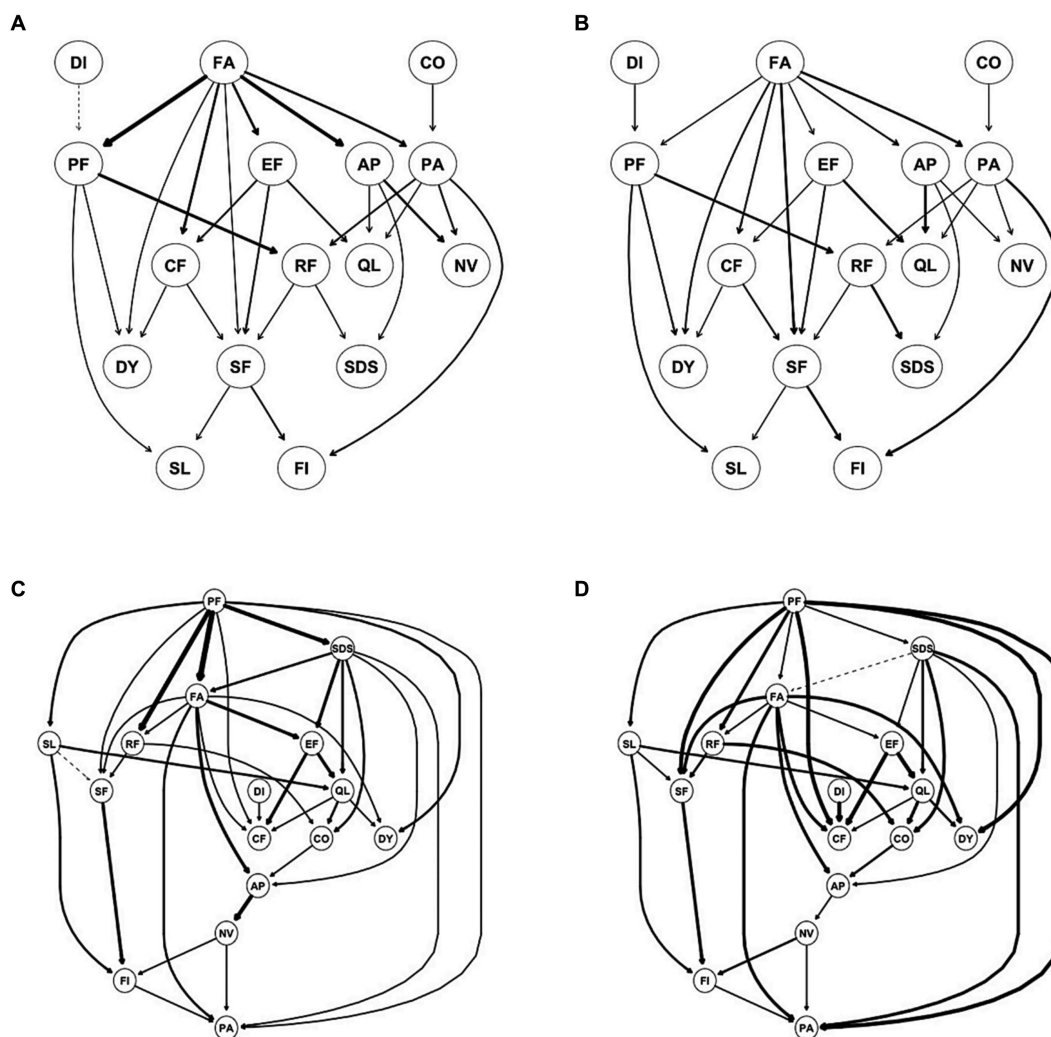 A
B
DI FA CO
DI FA CO
PF EF AP PA
PF EF AP PA
CF RF QL NV
CF RF QL NV
DY SF SDS
DY SF SDS
SL FI
SL FI
C
D
PF
SDS
FA
SL RF EF
SF DI QL
CF CO DY
AP
NV
FI
PA
PF
SDS
FA
SL RF EF
SF DI QL
CF CO DY
AP
NV
FI
PA